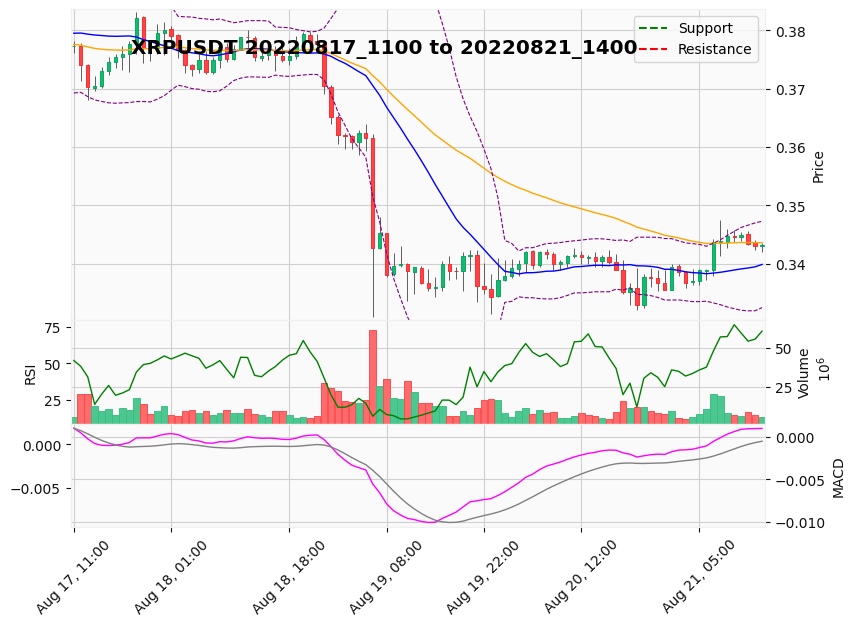 XRPUSDT 20220817_1100 to 20220821_1400
Support
Resistance
0.38
0.37
0.36
0.35
0.34
Price
75
50
25
RSI
50
25
Volume
10^6
0.000
−0.005
0.000
−0.005
−0.010
MACD
Aug 17, 11:00
Aug 18, 01:00
Aug 18, 18:00
Aug 19, 08:00
Aug 19, 22:00
Aug 20, 12:00
Aug 21, 05:00